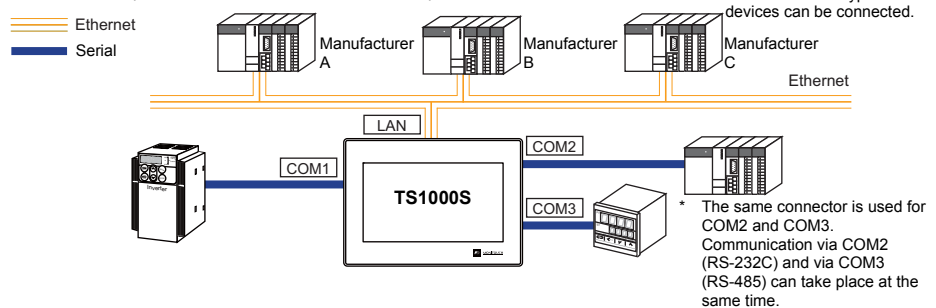 devices can be connected.
Ethernet
Serial
Manufacturer
A
Manufacturer
B
Manufacturer
C
Ethernet
LAN
COM1
COM2
Inverter
TS1000S
COM3
* The same connector is used for
COM2 and COM3.
Communication via COM2
(RS-232C) and via COM3
(RS-485) can take place at the
same time.